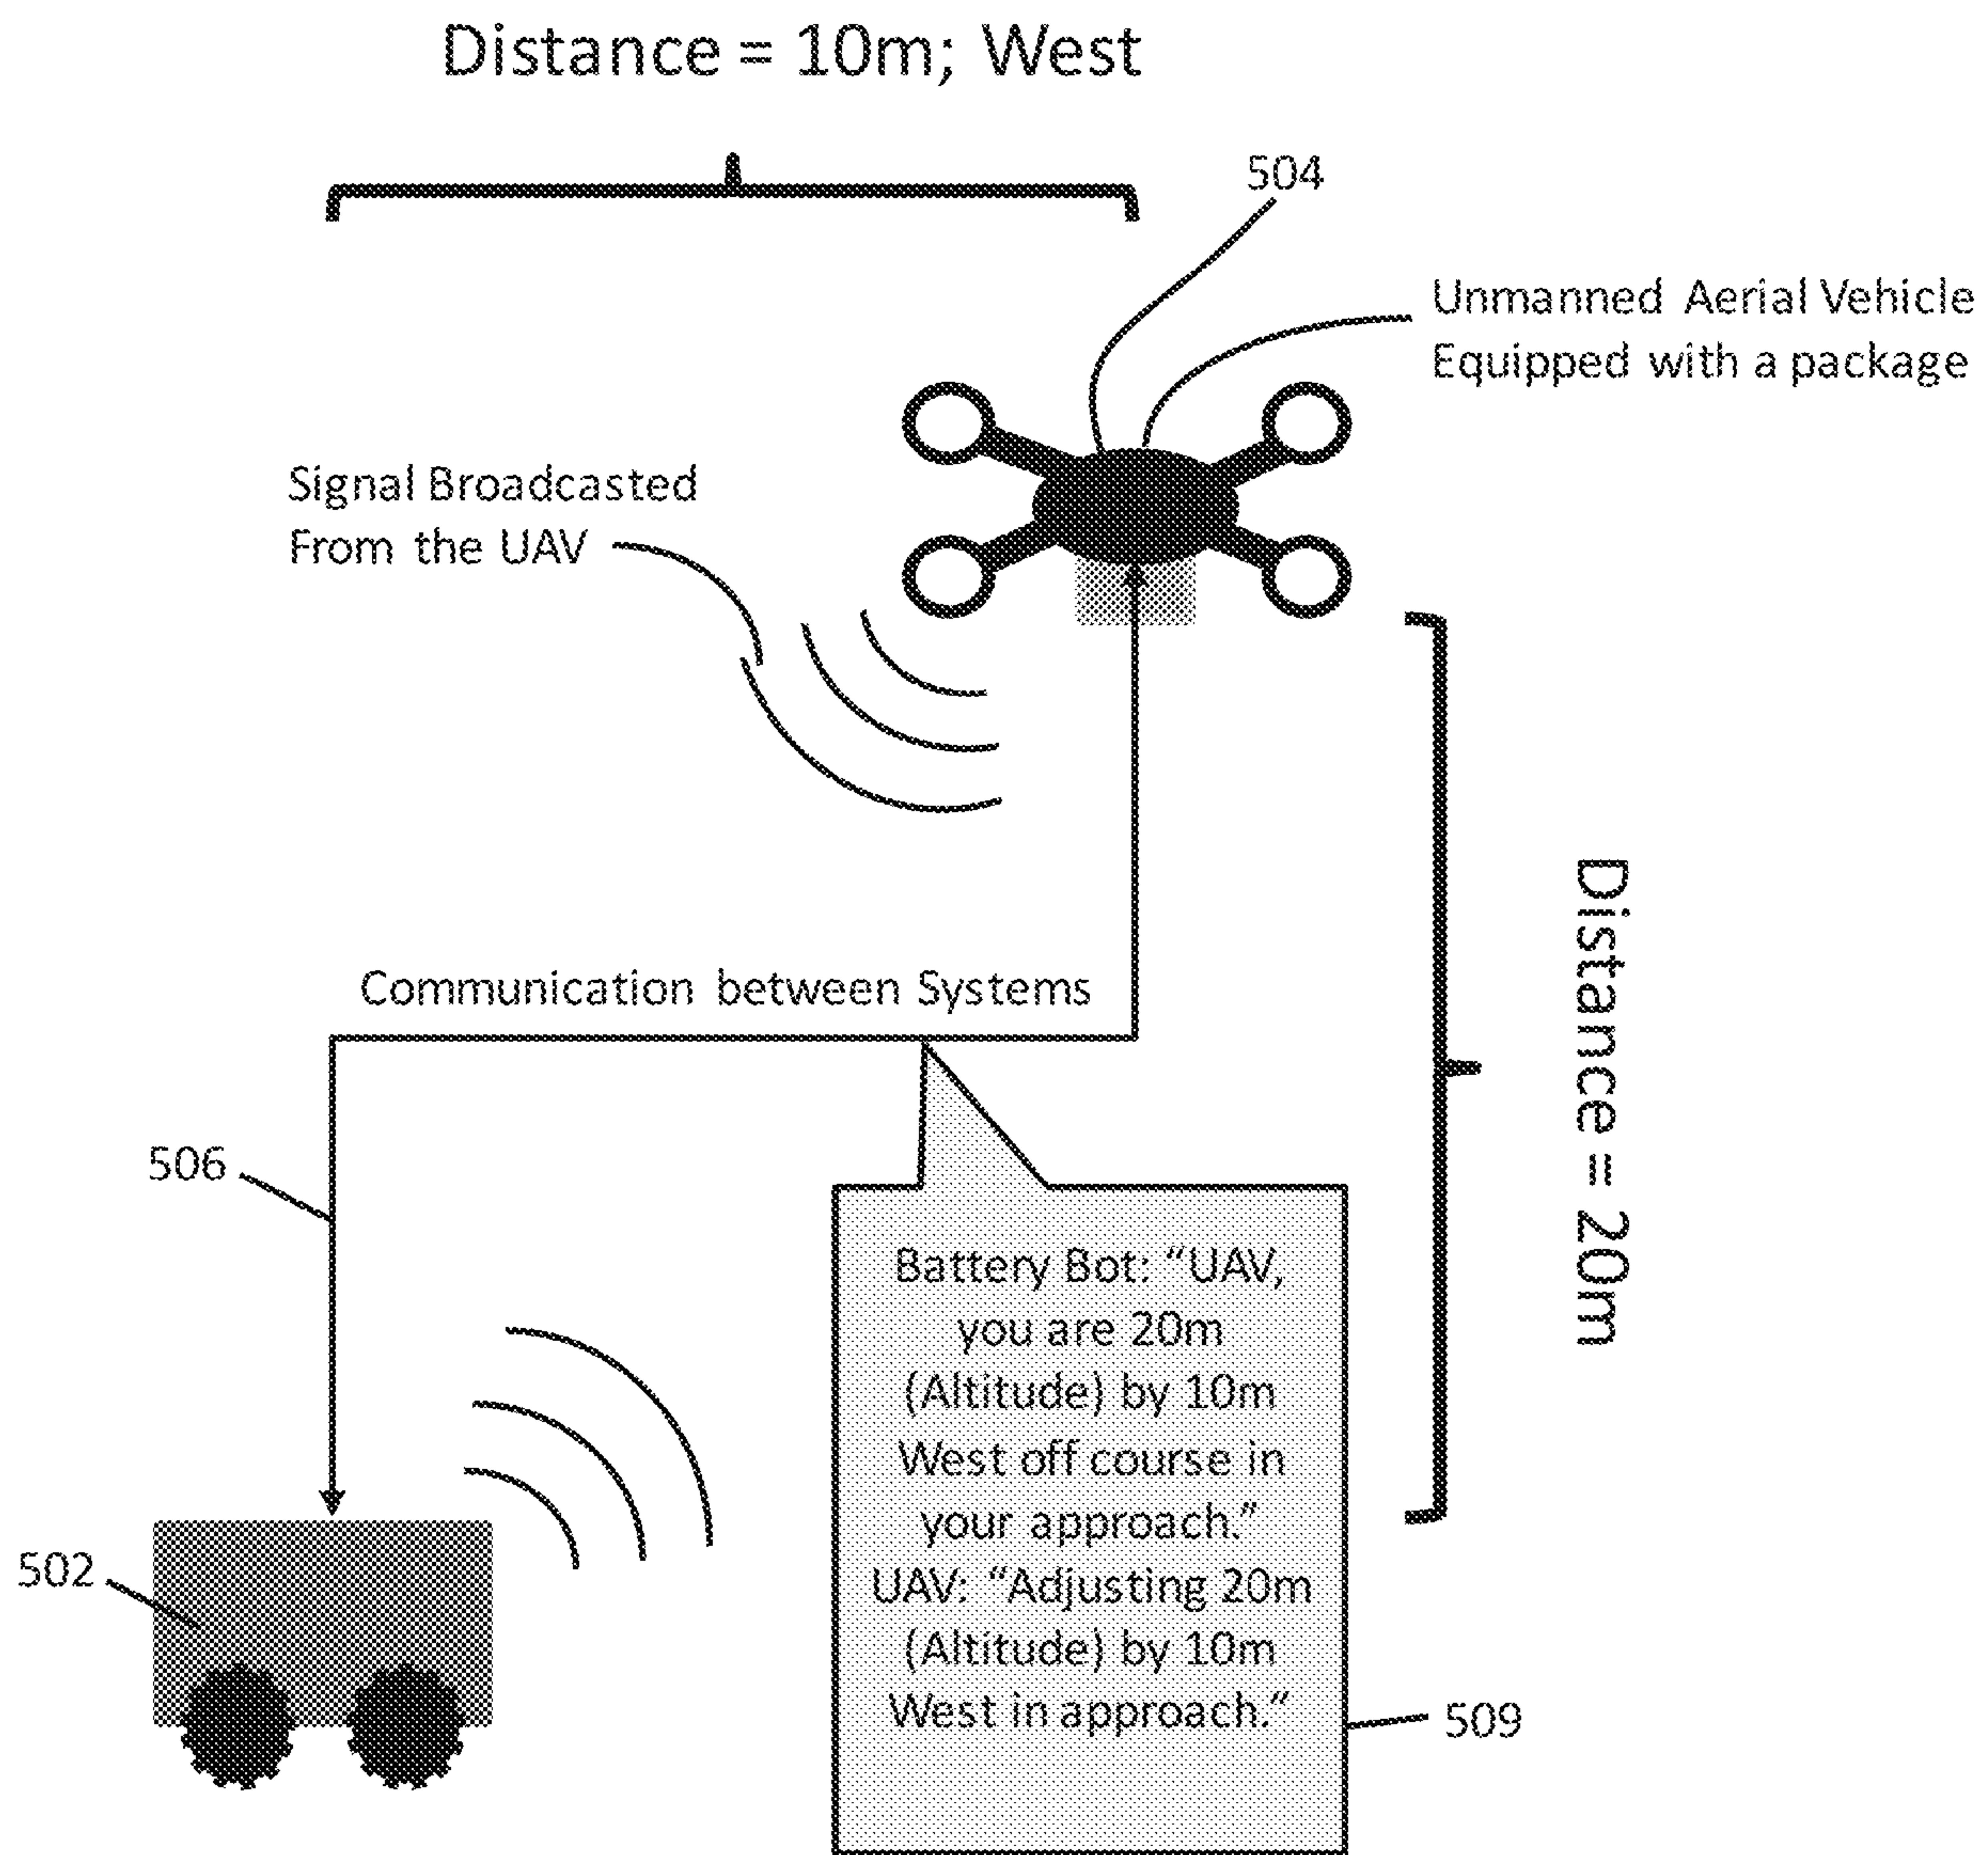 Distance = 10m; West
504
Unmanned Aerial Vehicle
Equipped with a package
Signal Broadcasted
From the UAV
Distance = 20m
Communication between Systems
506
Battery Bot: “UAV,
you are 20m
(Altitude) by 10m
West off course in
your approach.”
UAV: “Adjusting 20m
(Altitude) by 10m
West in approach.”
502
509